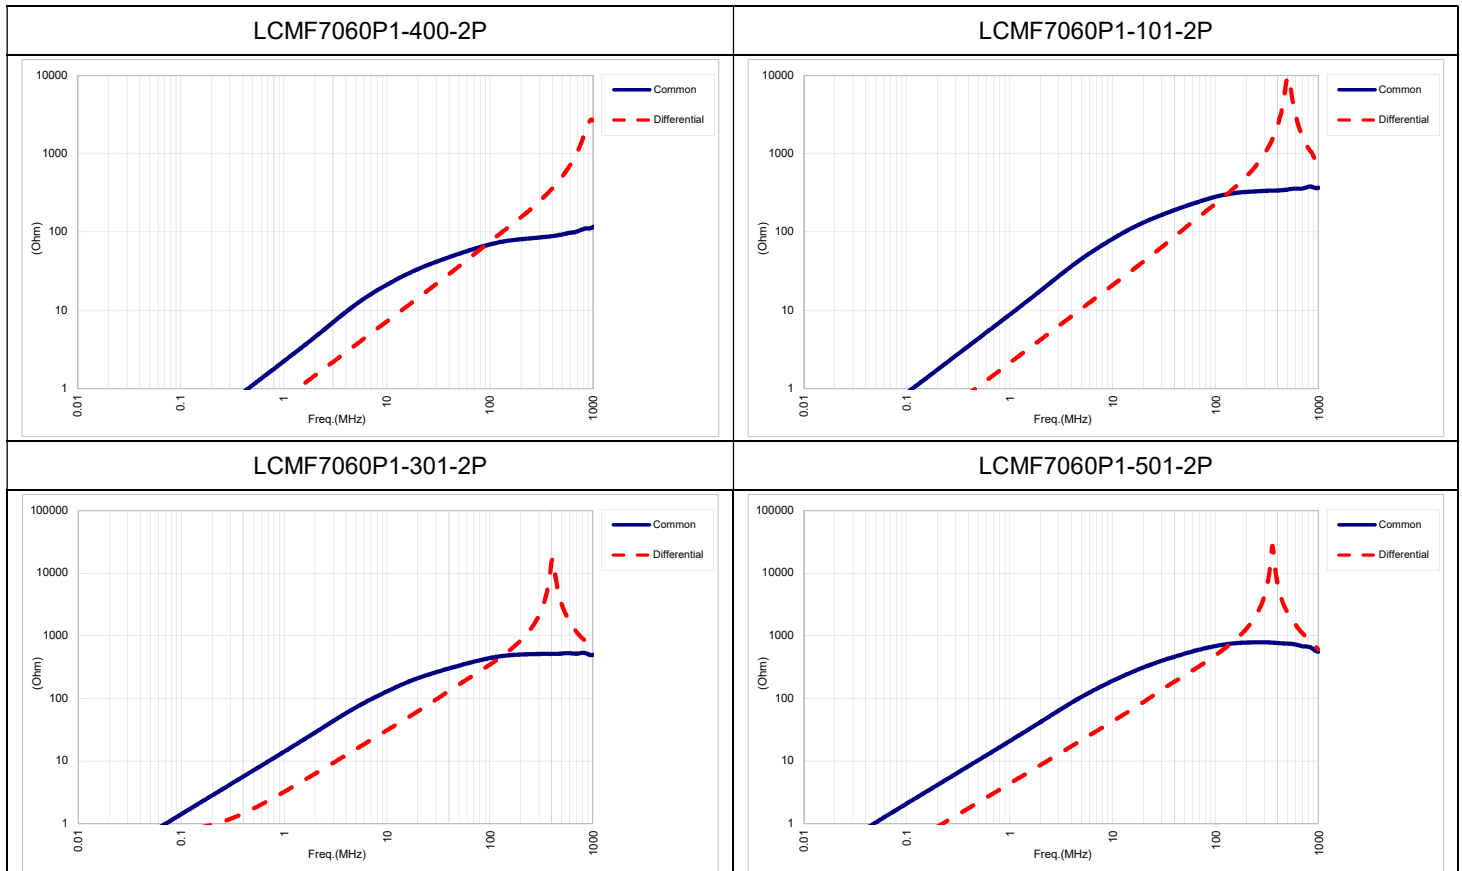 LCMF7060P1-400-2P
LCMF7060P1-101-2P
10000
1000
100
10
1
(Ohm)
0.01
0.1
1
10
100
1000
Freq.(MHz)
Common
Differential
10000
1000
100
10
1
(Ohm)
0.01
0.1
1
10
100
1000
Freq.(MHz)
Common
Differential
LCMF7060P1-301-2P
LCMF7060P1-501-2P
100000
10000
1000
100
10
1
(Ohm)
0.01
0.1
1
10
100
1000
Freq.(MHz)
Common
Differential
100000
10000
1000
100
10
1
(Ohm)
0.01
0.1
1
10
100
1000
Freq.(MHz)
Common
Differential